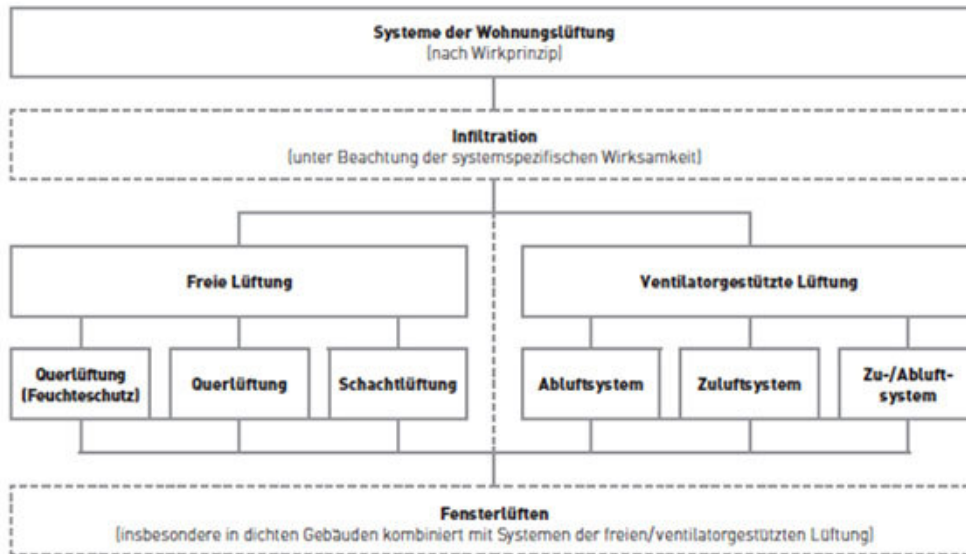 Systeme der Wohnungslüftung
(nach Wirkprinzip)
Infiltration
(unter Beachtung der systemspezifischen Wirksamkeit)
Freie Lüftung
Ventilatorgestützte Lüftung
Querlüftung
(Feuchteschutz)
Querlüftung
Schachtlüftung
Abluftsystem
Zuluftsystem
Zu-/Abluft-
system
Fensterlüften
(insbesondere in dichten Gebäuden kombiniert mit Systemen der freien/ventilatorgestützten Lüftung)